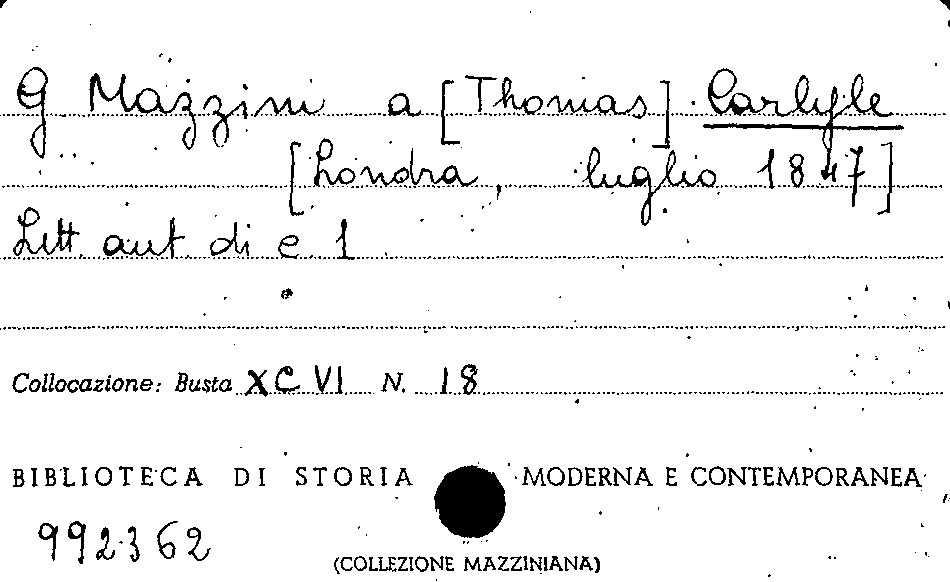 G Mazzini a [Thomas] Carlyle
[Londra, luglio 1847]
Lett. aut. di c. 1
Collocazione: Busta XCVI N. 18
BIBLIOTECA DI STORIA MODERNA E CONTEMPORANEA
992362
(COLLEZIONE MAZZINIANA)